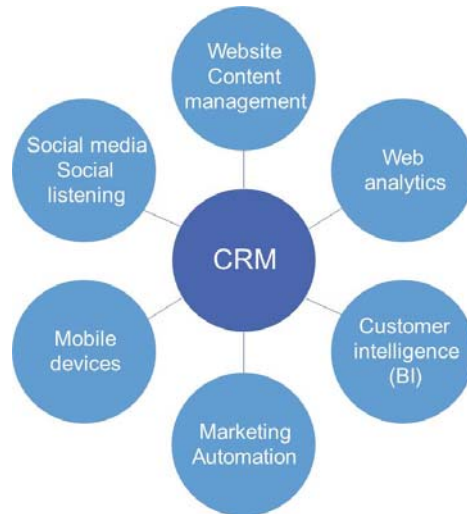 Website
Content
management
Social media
Social
listening
Web
analytics
CRM
Mobile
devices
Customer
intelligence
(BI)
Marketing
Automation